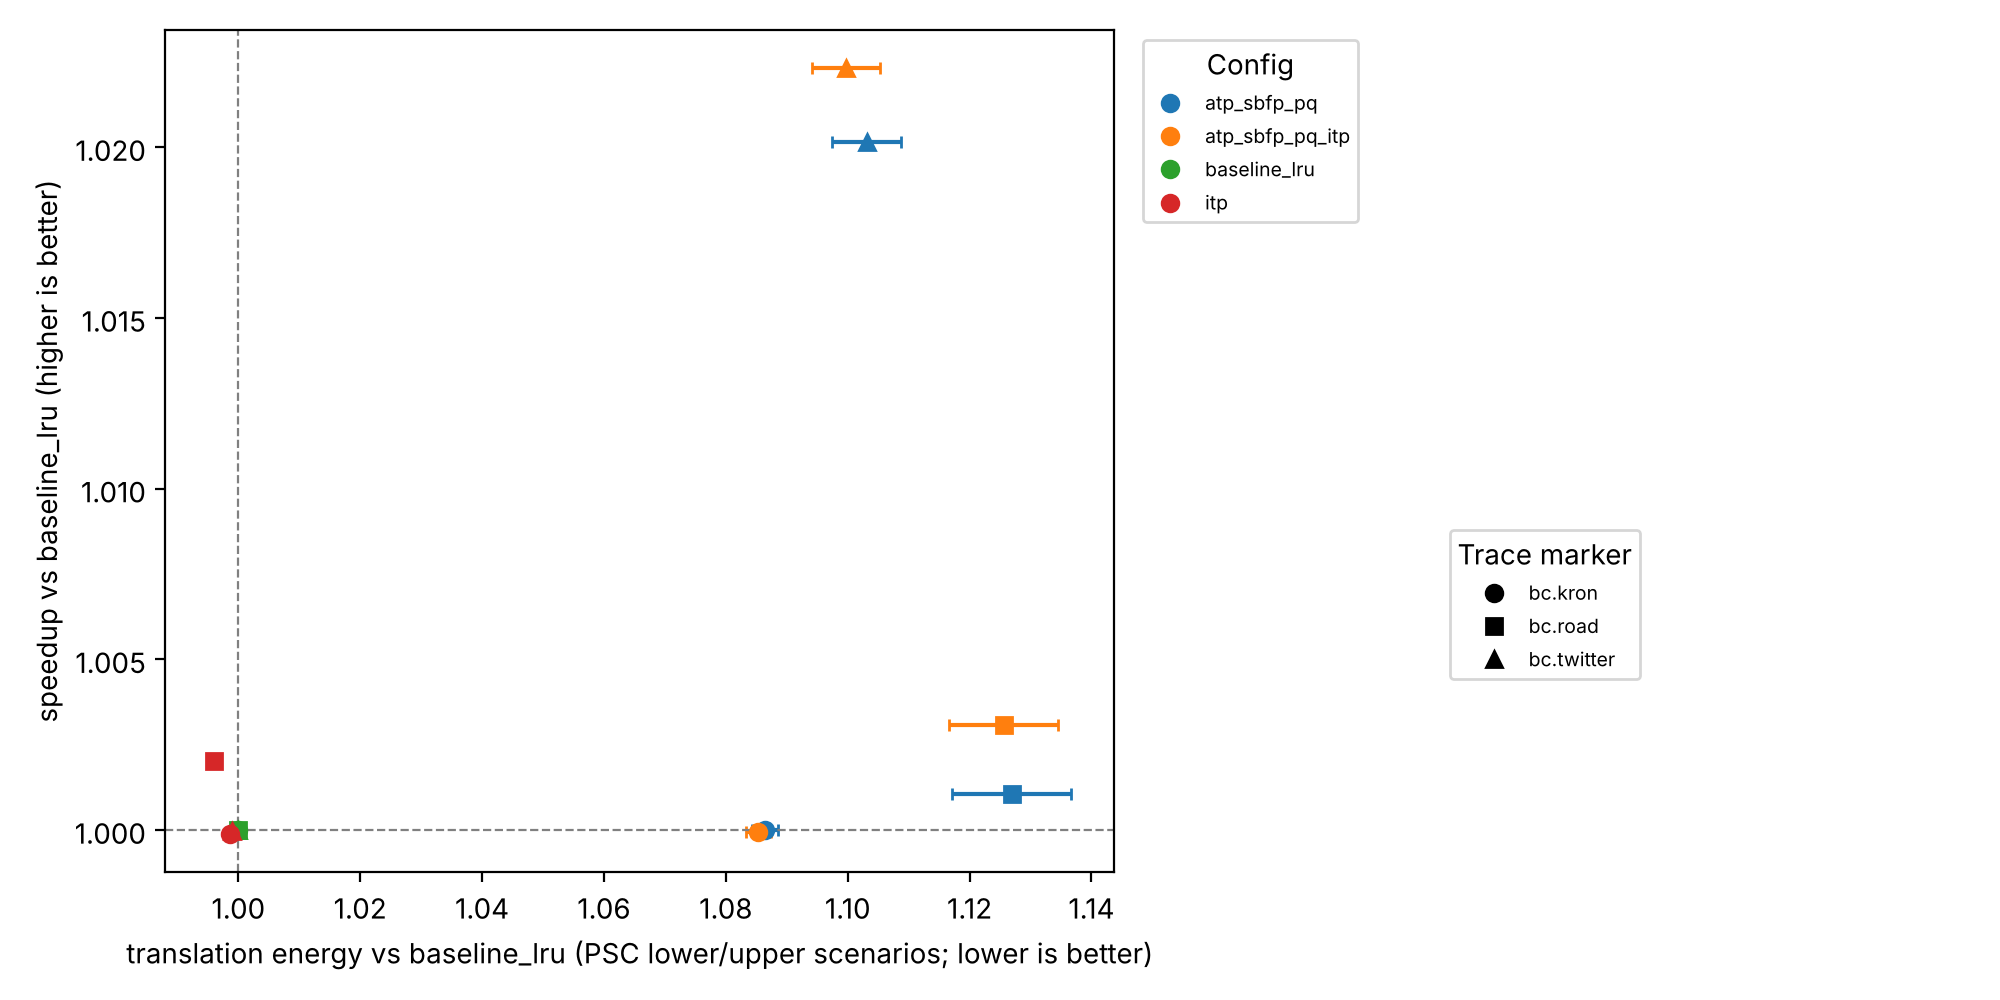 speedup vs baseline_lru (higher is better)
1.020
1.015
1.010
1.005
1.000
1.00 1.02 1.04 1.06 1.08 1.10 1.12 1.14
translation energy vs baseline_lru (PSC lower/upper scenarios; lower is better)
Config
atp_sbfp_pq
atp_sbfp_pq_itp
baseline_lru
itp
Trace marker
bc.kron
bc.road
bc.twitter